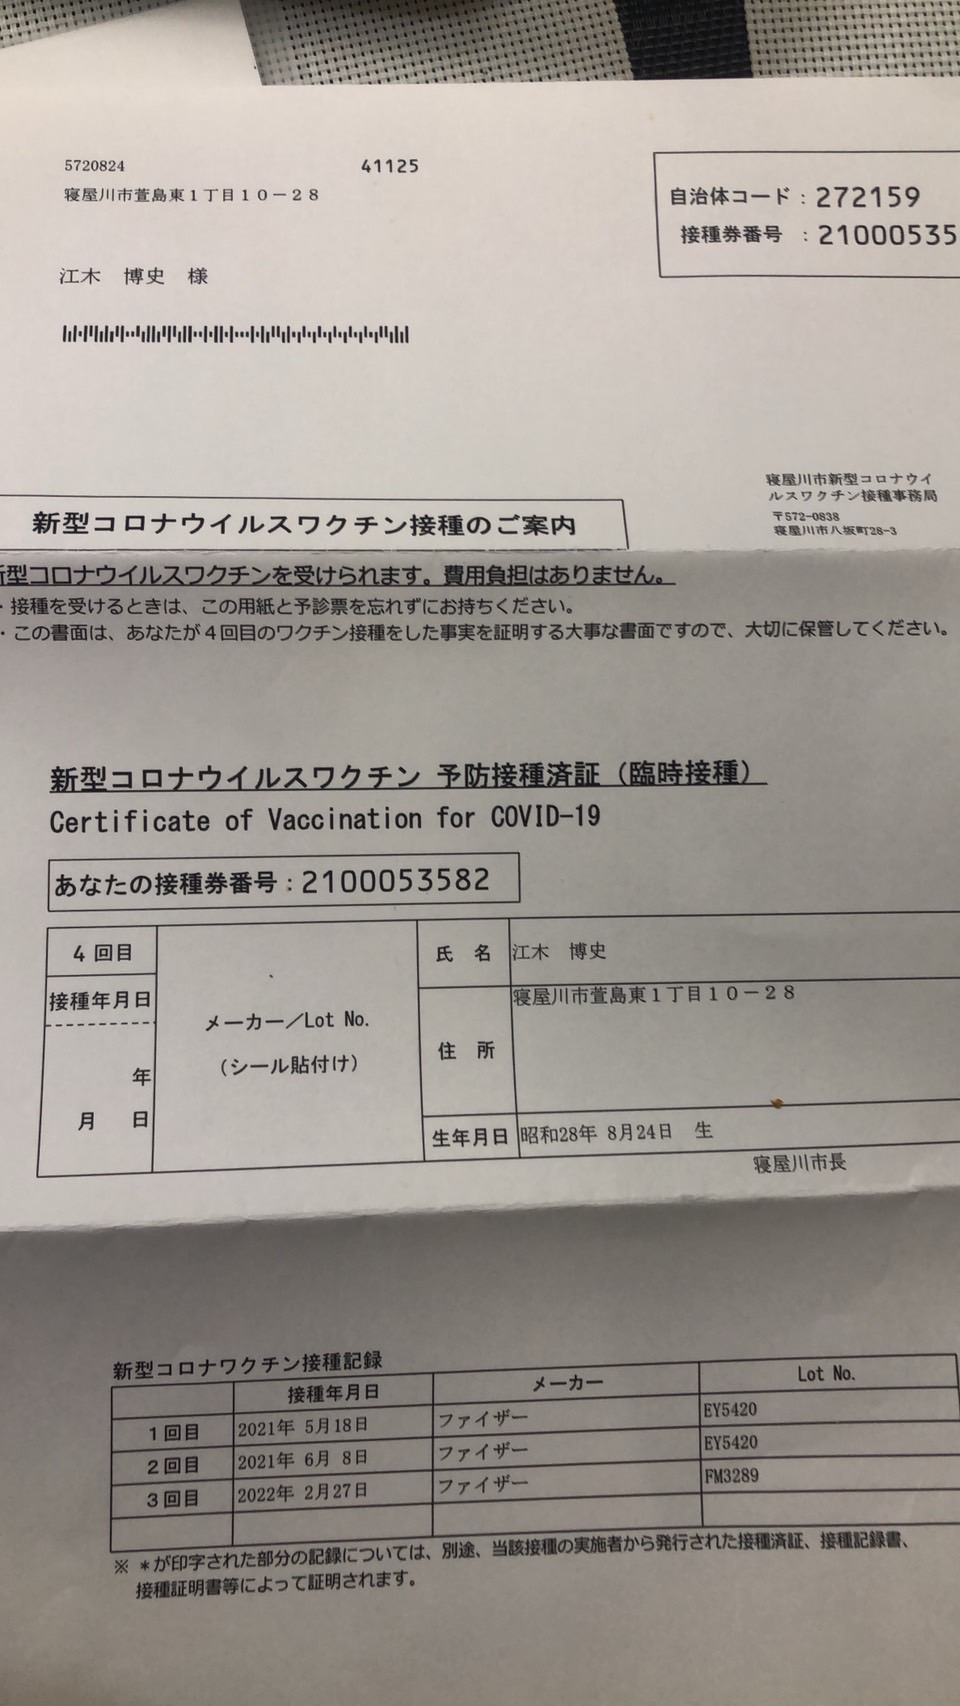 5720824
41125
寝屋川市萱島東1丁目10-28
自治体コード : 272159
接種券番号 : 21000535
江木 博史 様
寝屋川市新型コロナウイ
ルスワクチン接種事務局
〒572-0838
寝屋川市八坂町28-3
新型コロナウイルスワクチン接種のご案内
新型コロナウイルスワクチンを受けられます。費用負担はありません。
・接種を受けるときは、この用紙と予診票を忘れずにお持ちください。
・この書面は、あなたが4回目のワクチン接種をした事実を証明する大事な書面ですので、大切に保管してください。
新型コロナウイルスワクチン 予防接種済証（臨時接種）
Certificate of Vaccination for COVID-19
あなたの接種券番号 : 2100053582
4 回目
接種年月日
年
月 日
メーカー／Lot No.
（シール貼付け）
氏 名 江木 博史
住 所 寝屋川市萱島東1丁目10-28
生年月日 昭和28年 8月24日 生
寝屋川市長
新型コロナワクチン接種記録
接種年月日 メーカー Lot No.
1回目 2021年 5月18日 ファイザー EY5420
2回目 2021年 6月 8日 ファイザー EY5420
3回目 2022年 2月27日 ファイザー FM3289
※ ＊が印字された部分の記録については、別途、当該接種の実施者から発行された接種済証、接種記録書、
接種証明書等によって証明されます。